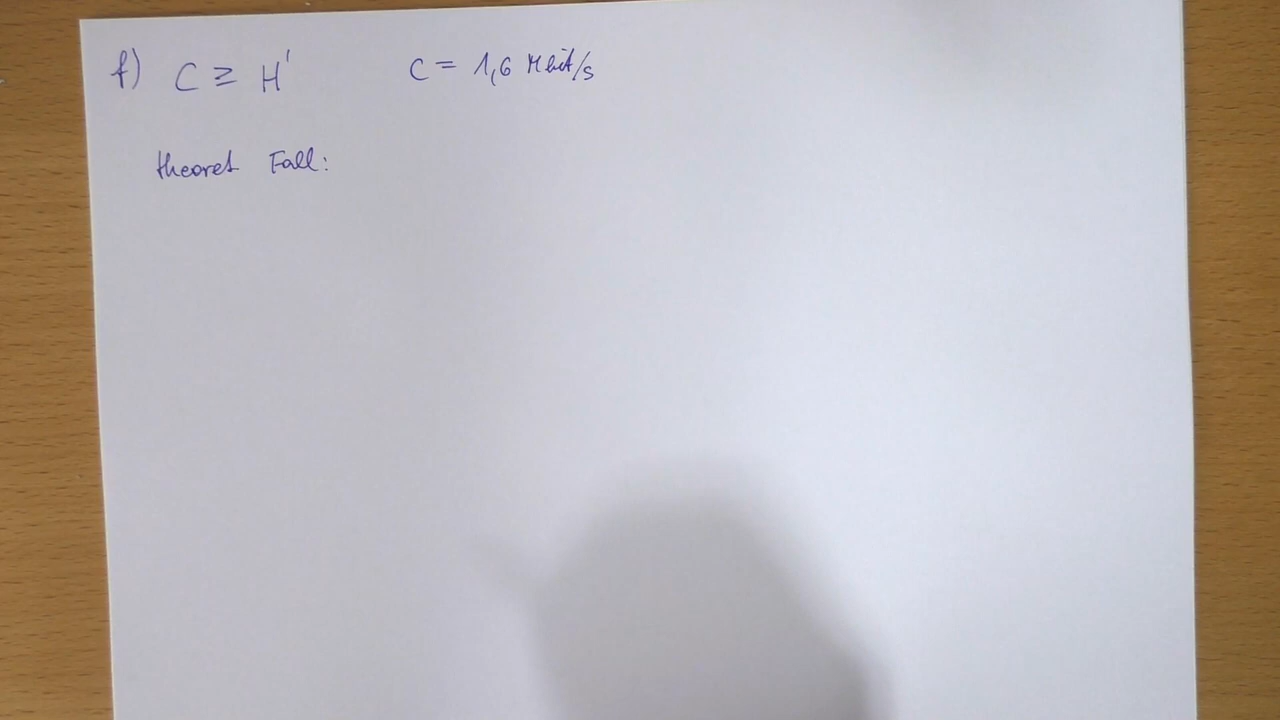 f) C ≥ H' C = 1,6 Mbit/s
theoret Fall: